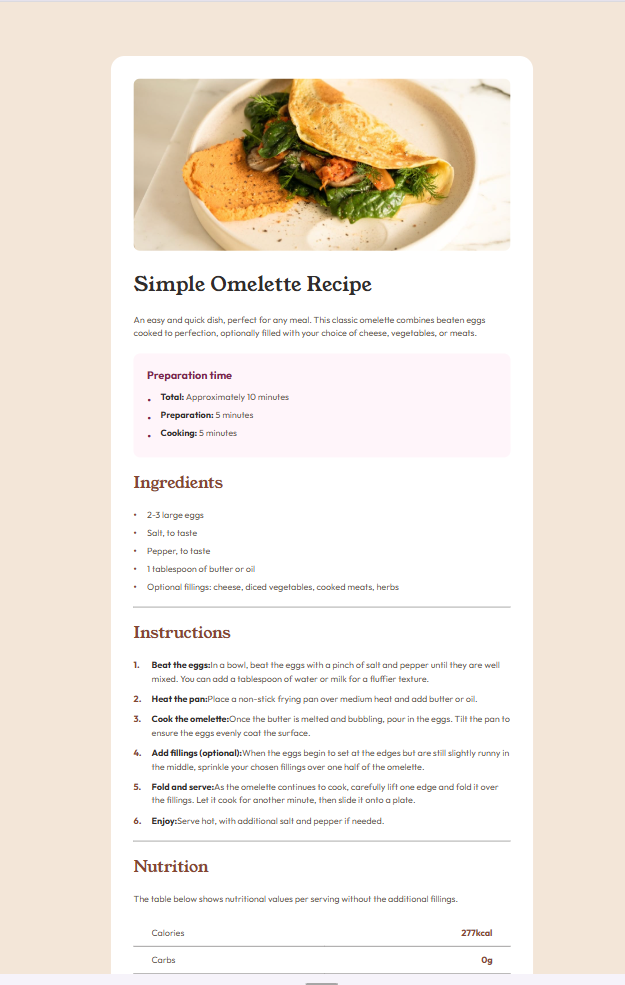 Simple Omelette Recipe
An easy and quick dish, perfect for any meal. This classic omelette combines beaten eggs
cooked to perfection, optionally filled with your choice of cheese, vegetables, or meats.
Preparation time
• Total: Approximately 10 minutes
• Preparation: 5 minutes
• Cooking: 5 minutes
Ingredients
• 2-3 large eggs
• Salt, to taste
• Pepper, to taste
• 1 tablespoon of butter or oil
• Optional fillings: cheese, diced vegetables, cooked meats, herbs
Instructions
1. Beat the eggs:In a bowl, beat the eggs with a pinch of salt and pepper until they are well
mixed. You can add a tablespoon of water or milk for a fluffier texture.
2. Heat the pan:Place a non-stick frying pan over medium heat and add butter or oil.
3. Cook the omelette:Once the butter is melted and bubbling, pour in the eggs. Tilt the pan to
ensure the eggs evenly coat the surface.
4. Add fillings (optional):When the eggs begin to set at the edges but are still slightly runny in
the middle, sprinkle your chosen fillings over one half of the omelette.
5. Fold and serve:As the omelette continues to cook, carefully lift one edge and fold it over
the fillings. Let it cook for another minute, then slide it onto a plate.
6. Enjoy:Serve hot, with additional salt and pepper if needed.
Nutrition
The table below shows nutritional values per serving without the additional fillings.
Calories 277kcal
Carbs 0g